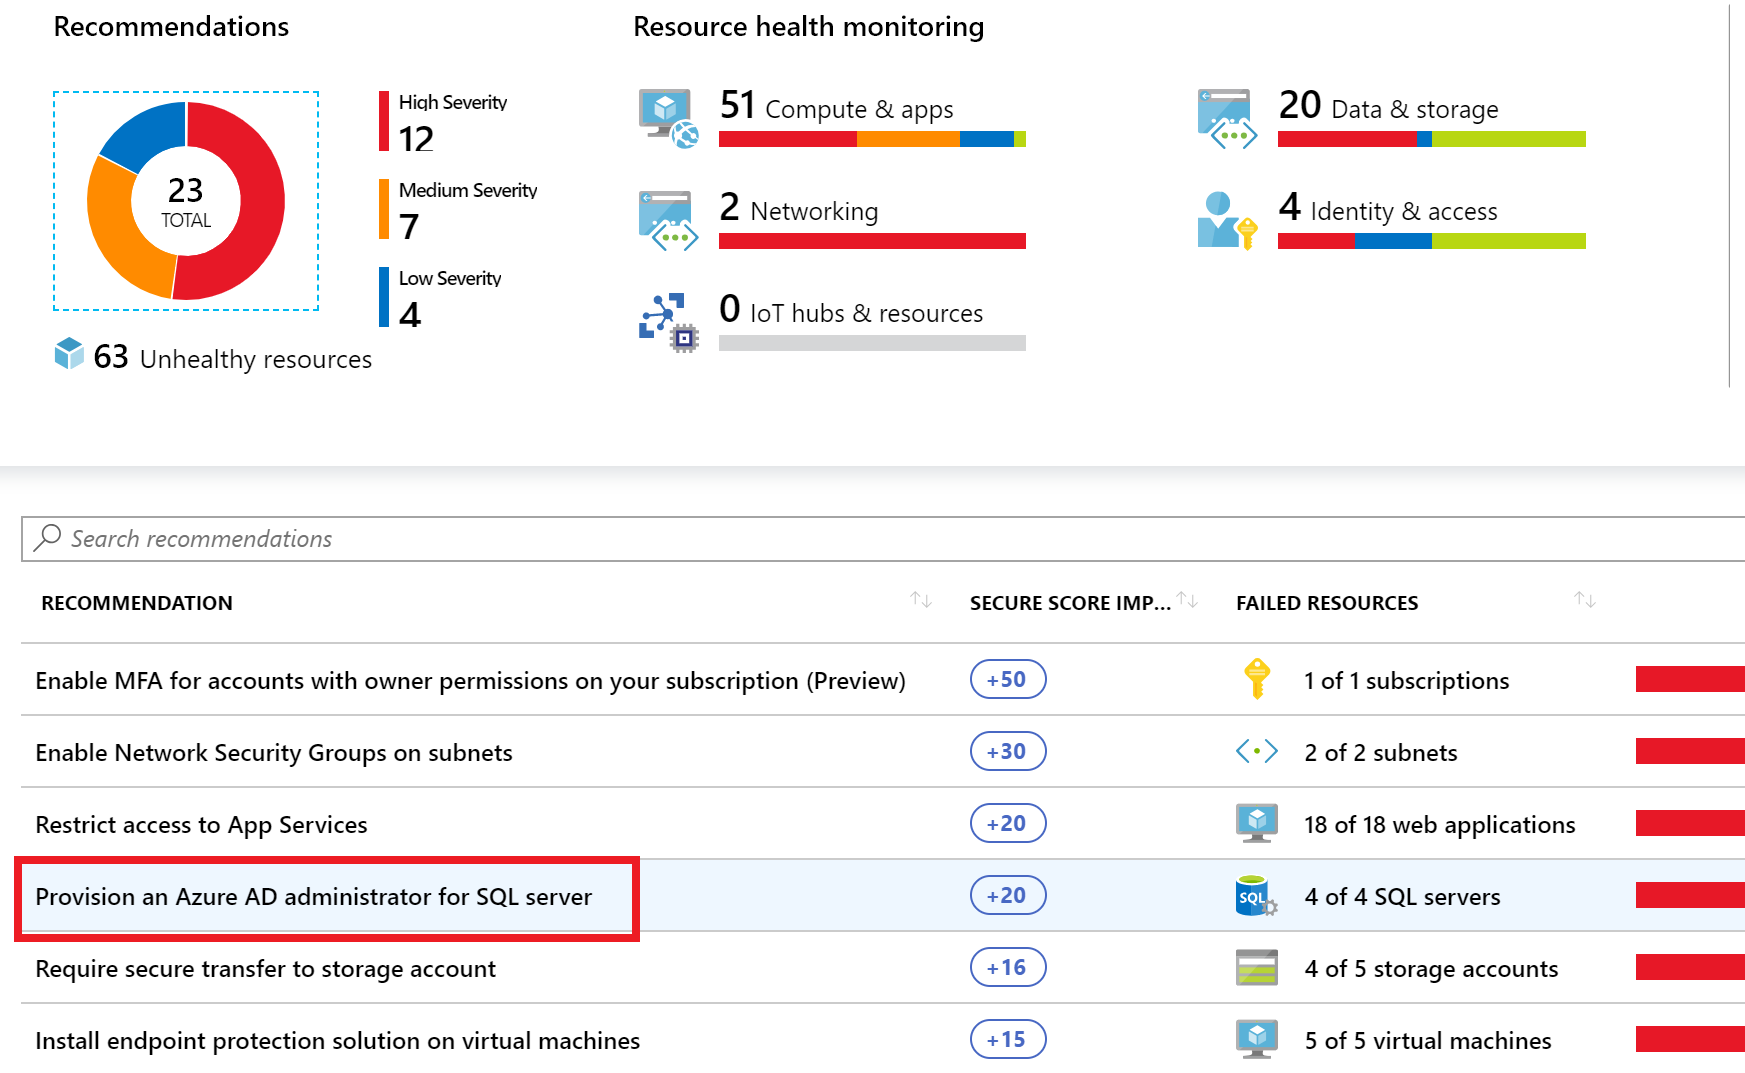 Recommendations
23
TOTAL
High Severity
12
Medium Severity
7
Low Severity
4
63 Unhealthy resources
Resource health monitoring
51 Compute & apps
20 Data & storage
2 Networking
4 Identity & access
0 IoT hubs & resources
Search recommendations
RECOMMENDATION SECURE SCORE IMP... FAILED RESOURCES
Enable MFA for accounts with owner permissions on your subscription (Preview) +50 1 of 1 subscriptions
Enable Network Security Groups on subnets +30 2 of 2 subnets
Restrict access to App Services +20 18 of 18 web applications
Provision an Azure AD administrator for SQL server +20 SQL 4 of 4 SQL servers
Require secure transfer to storage account +16 4 of 5 storage accounts
Install endpoint protection solution on virtual machines +15 5 of 5 virtual machines